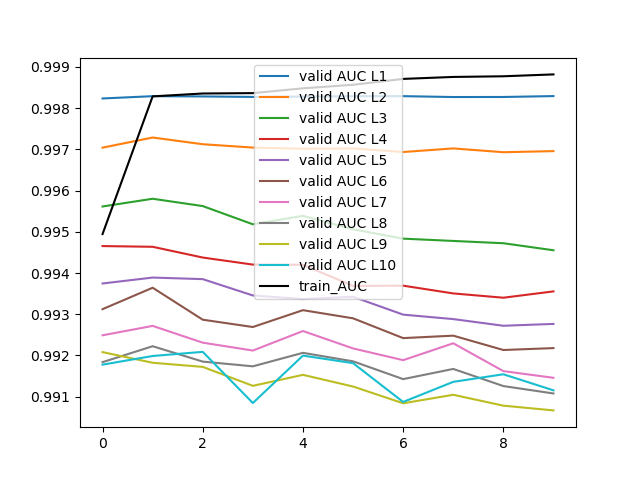 0.999
0.998
0.997
0.996
0.995
0.994
0.993
0.992
0.991
0
2
4
6
8
valid AUC L1
valid AUC L2
valid AUC L3
valid AUC L4
valid AUC L5
valid AUC L6
valid AUC L7
valid AUC L8
valid AUC L9
valid AUC L10
train_AUC